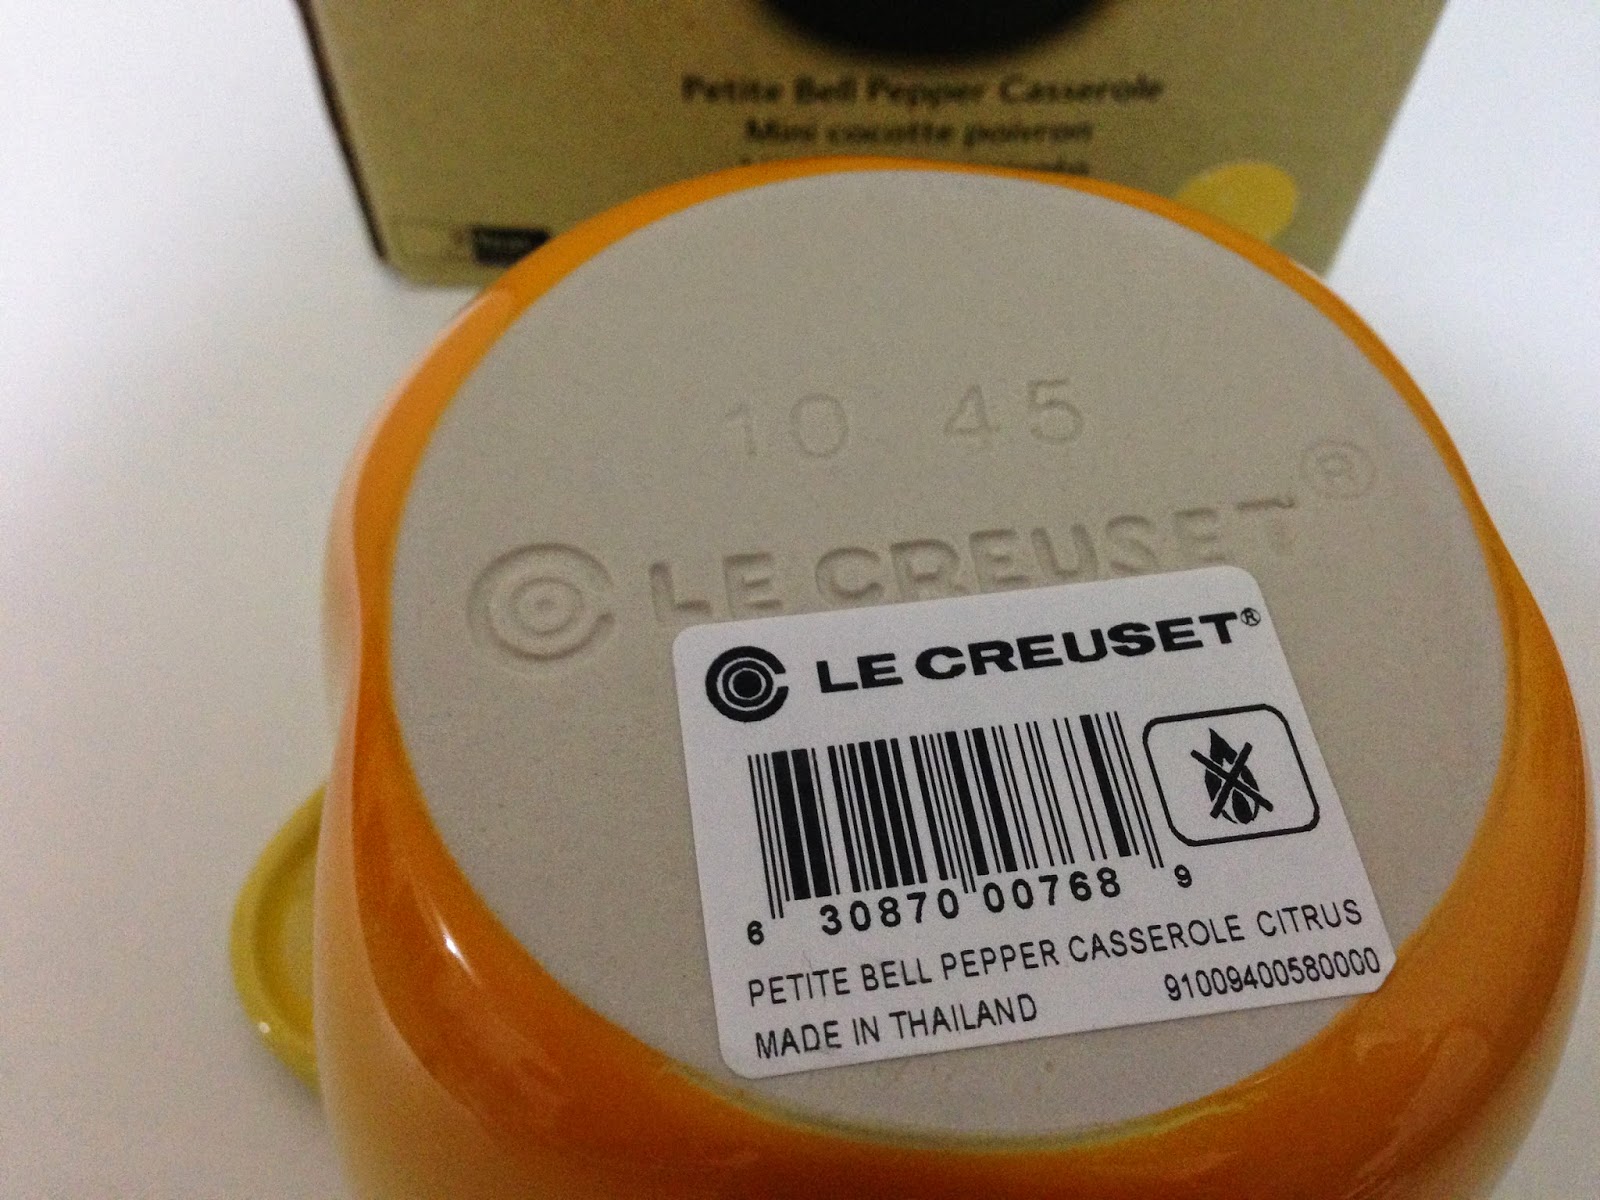 Petite Bell Pepper Casserole
Mini cocotte poivron
10 45
LE CREUSET®
LE CREUSET®
6 30870 00768 9
PETITE BELL PEPPER CASSEROLE CITRUS
91009400580000
MADE IN THAILAND